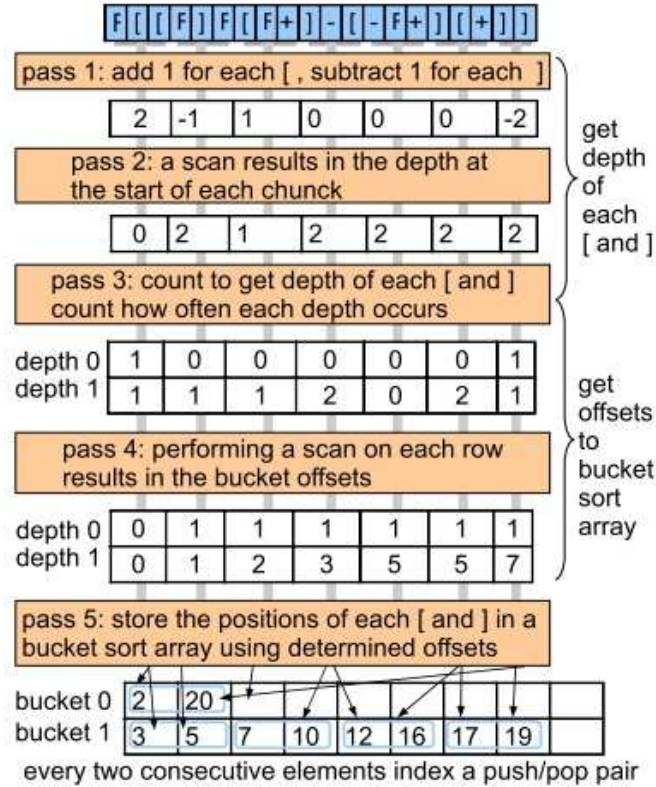 F [ [ F ] F [ F + ] - [ - F + ] [ + ] ]
pass 1: add 1 for each [ , subtract 1 for each ]
2 -1 1 0 0 0 -2
pass 2: a scan results in the depth at
the start of each chunck
0 2 1 2 2 2 2
get
depth
of
each
[ and ]
pass 3: count to get depth of each [ and ]
count how often each depth occurs
depth 0 1 0 0 0 0 0 1
depth 1 1 1 1 2 0 2 1
pass 4: performing a scan on each row
results in the bucket offsets
depth 0 0 1 1 1 1 1 1
depth 1 0 1 2 3 5 5 7
get
offsets
to
bucket
sort
array
pass 5: store the positions of each [ and ] in a
bucket sort array using determined offsets
bucket 0 2 20
bucket 1 3 5 7 10 12 16 17 19
every two consecutive elements index a push/pop pair